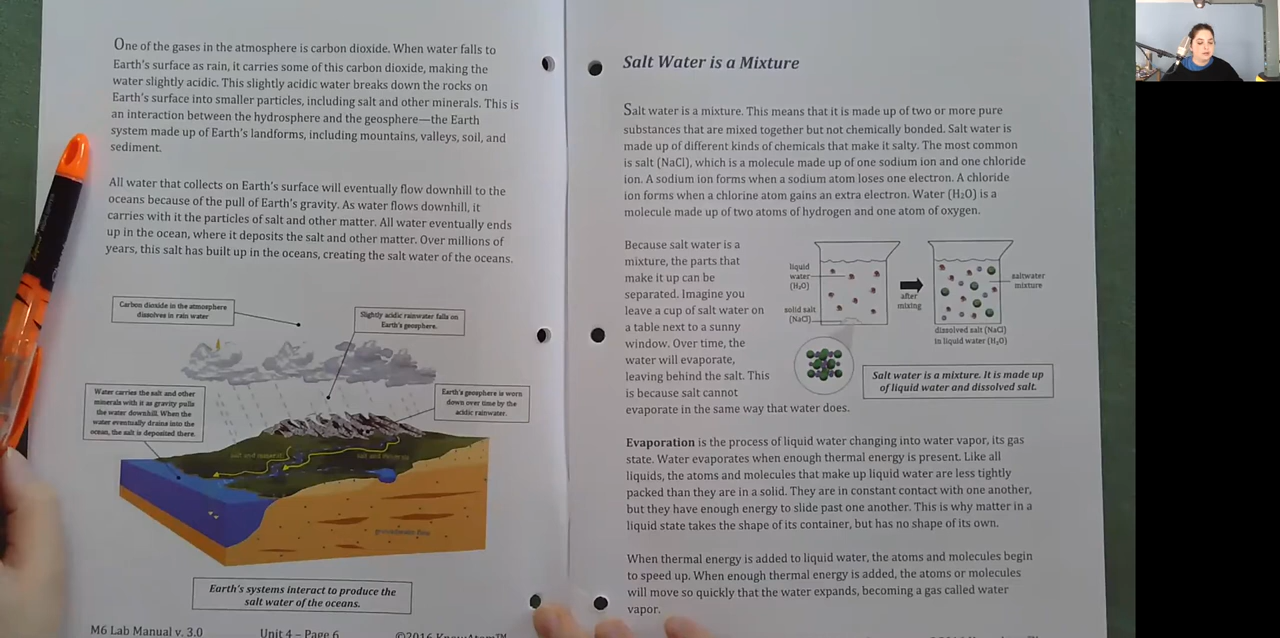 One of the gases in the atmosphere is carbon dioxide. When water falls to
Earth's surface as rain, it carries some of this carbon dioxide, making the
water slightly acidic. This slightly acidic water breaks down the rocks on
Earth's surface into smaller particles, including salt and other minerals. This is
an interaction between the hydrosphere and the geosphere—the Earth
system made up of Earth's landforms, including mountains, valleys, soil, and
sediment.
All water that collects on Earth's surface will eventually flow downhill to the
oceans because of the pull of Earth's gravity. As water flows downhill, it
carries with it the particles of salt and other matter. All water eventually ends
up in the ocean, where it deposits the salt and other matter. Over millions of
years, this salt has built up in the oceans, creating the salt water of the oceans.
Carbon dioxide in the atmosphere
dissolves in rain water
Slightly acidic rainwater falls on
Earth's geosphere.
Water carries the salt and other
minerals with it as gravity pulls
the water downhill. When the
water eventually drains into the
ocean, the salt is deposited there.
Earth's geosphere is worn
down over time by the
acidic rainwater.
groundwater flow
Earth's systems interact to produce the
salt water of the oceans.
M6 Lab Manual v. 3.0
Unit 4 – Page 6
©2016 KnowAtom™
Salt Water is a Mixture
Salt water is a mixture. This means that it is made up of two or more pure
substances that are mixed together but not chemically bonded. Salt water is
made up of different kinds of chemicals that make it salty. The most common
is salt (NaCl), which is a molecule made up of one sodium ion and one chloride
ion. A sodium ion forms when a sodium atom loses one electron. A chloride
ion forms when a chlorine atom gains an extra electron. Water (H₂O) is a
molecule made up of two atoms of hydrogen and one atom of oxygen.
Because salt water is a
mixture, the parts that
make it up can be
separated. Imagine you
leave a cup of salt water on
a table next to a sunny
window. Over time, the
water will evaporate,
leaving behind the salt. This
is because salt cannot
evaporate in the same way that water does.
liquid
water
(H₂O)
solid salt
(NaCl)
after
mixing
saltwater
mixture
dissolved salt (NaCl)
in liquid water (H₂O)
Salt water is a mixture. It is made up
of liquid water and dissolved salt.
Evaporation is the process of liquid water changing into water vapor, its gas
state. Water evaporates when enough thermal energy is present. Like all
liquids, the atoms and molecules that make up liquid water are less tightly
packed than they are in a solid. They are in constant contact with one another,
but they have enough energy to slide past one another. This is why matter in a
liquid state takes the shape of its container, but has no shape of its own.
When thermal energy is added to liquid water, the atoms and molecules begin
to speed up. When enough thermal energy is added, the atoms or molecules
will move so quickly that the water expands, becoming a gas called water
vapor.